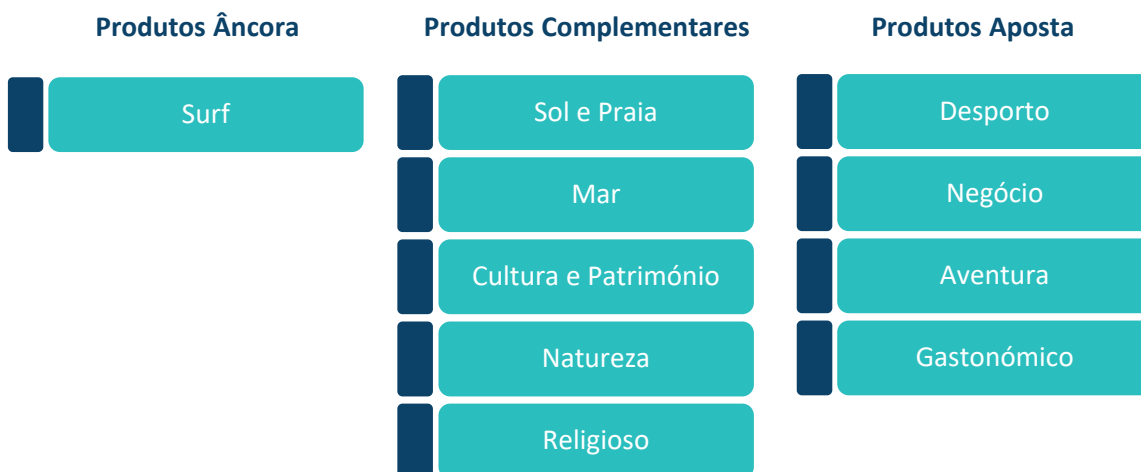 Produtos Âncora
Surf
Produtos Complementares
Sol e Praia
Mar
Cultura e Património
Natureza
Religioso
Produtos Aposta
Desporto
Negócio
Aventura
Gastonómico